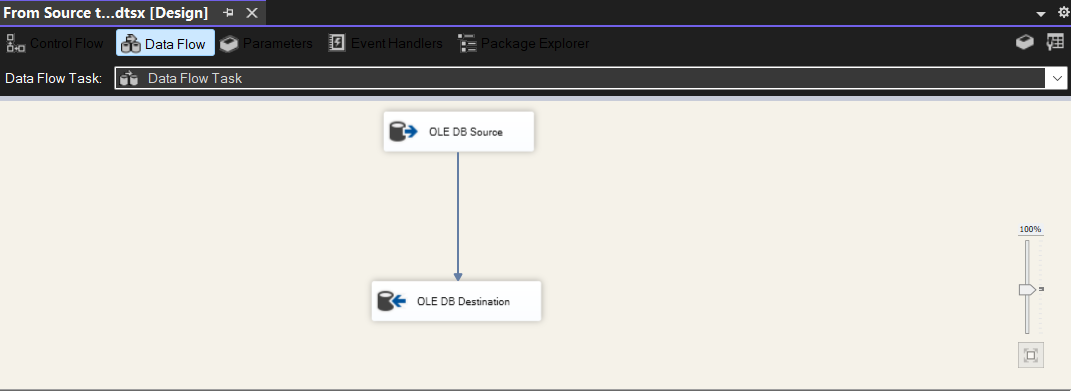 From Source t...dtsx [Design]
Control Flow Data Flow Parameters Event Handlers Package Explorer
Data Flow Task: Data Flow Task
OLE DB Source
100%
OLE DB Destination